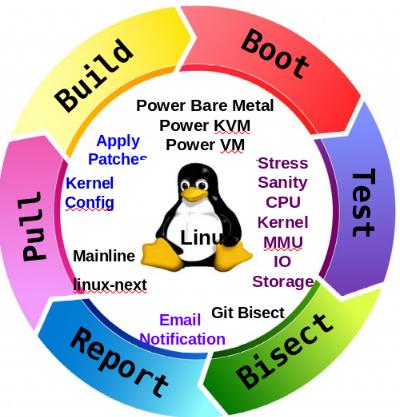 Build
Boot
Test
Bisect
Report
Pull
Power Bare Metal
Power KVM
Power VM
Apply
Patches
Kernel
Config
Mainline
linux-next
Stress
Sanity
CPU
Kernel
MMU
IO
Storage
Git Bisect
Email
Notification